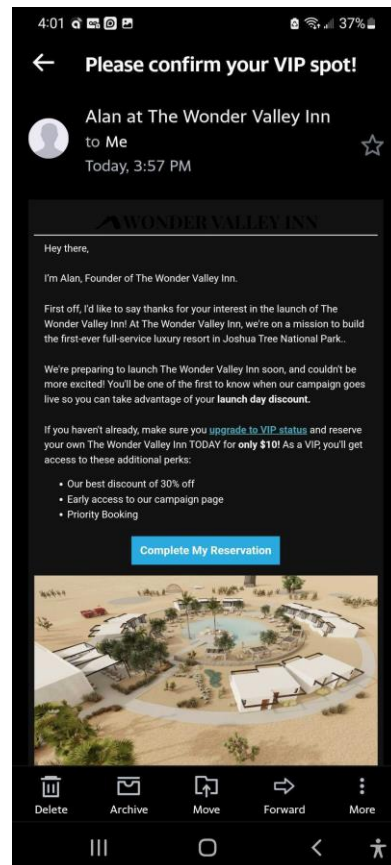 4:01
37%
Please confirm your VIP spot!
Alan at The Wonder Valley Inn
to Me
Today, 3:57 PM
WONDER VALLEY INN
Hey there,
I'm Alan, Founder of The Wonder Valley Inn.
First off, I'd like to say thanks for your interest in the launch of The
Wonder Valley Inn! At The Wonder Valley Inn, we're on a mission to build
the first-ever full-service luxury resort in Joshua Tree National Park..
We're preparing to launch The Wonder Valley Inn soon, and couldn't be
more excited! You'll be one of the first to know when our campaign goes
live so you can take advantage of your launch day discount.
If you haven't already, make sure you upgrade to VIP status and reserve
your own The Wonder Valley Inn TODAY for only $10! As a VIP, you'll get
access to these additional perks:
• Our best discount of 30% off
• Early access to our campaign page
• Priority Booking
Complete My Reservation
Delete Archive Move Forward More